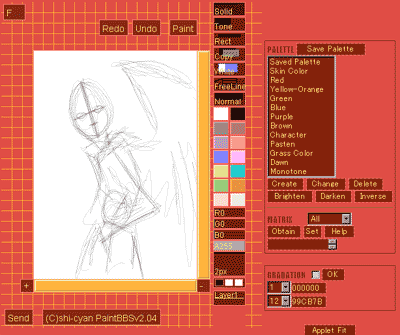 F
Redo Undo Paint
Solid
Tone
Rect
Copy
White
FreeLine
Normal
R0
G0
B0
A255
2px
Layer1
+ -
Send (C)shi-cyan PaintBBSv2.04
PALETTE Save Palette
Saved Palette
Skin Color
Red
Yellow-Orange
Green
Blue
Purple
Brown
Character
Pasten
Grass Color
Dawn
Monotone
Create Change Delete
Brighten Darken Inverse
MATRIX All
Obtain Set Help
GRADATION OK
1 000000
12 99CB7B
Applet Fit